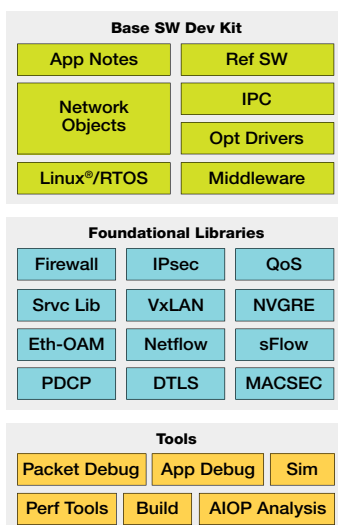 Base SW Dev Kit
App Notes
Ref SW
Network
Objects
IPC
Opt Drivers
Linux®/RTOS
Middleware
Foundational Libraries
Firewall
IPsec
QoS
Srvc Lib
VxLAN
NVGRE
Eth-OAM
Netflow
sFlow
PDCP
DTLS
MACSEC
Tools
Packet Debug
App Debug
Sim
Perf Tools
Build
AIOP Analysis